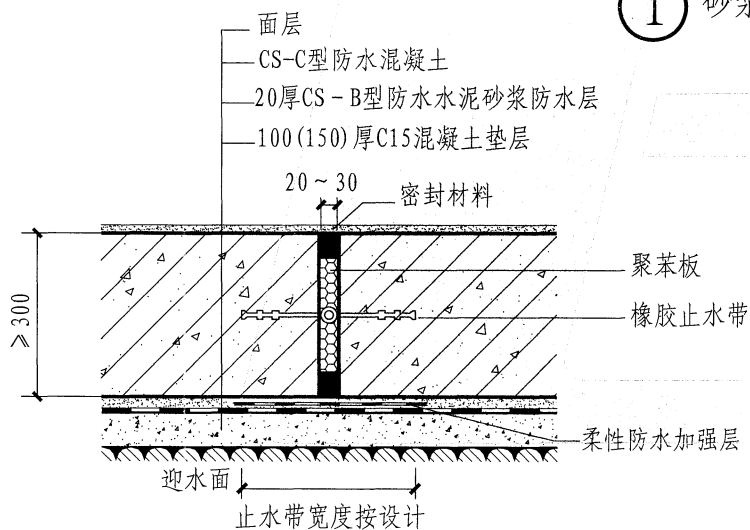 1 砂浆
面层
CS-C型防水混凝土
20厚CS-B型防水水泥砂浆防水层
100(150)厚C15混凝土垫层
20~30
密封材料
聚苯板
≥300
橡胶止水带
柔性防水加强层
迎水面
止水带宽度按设计